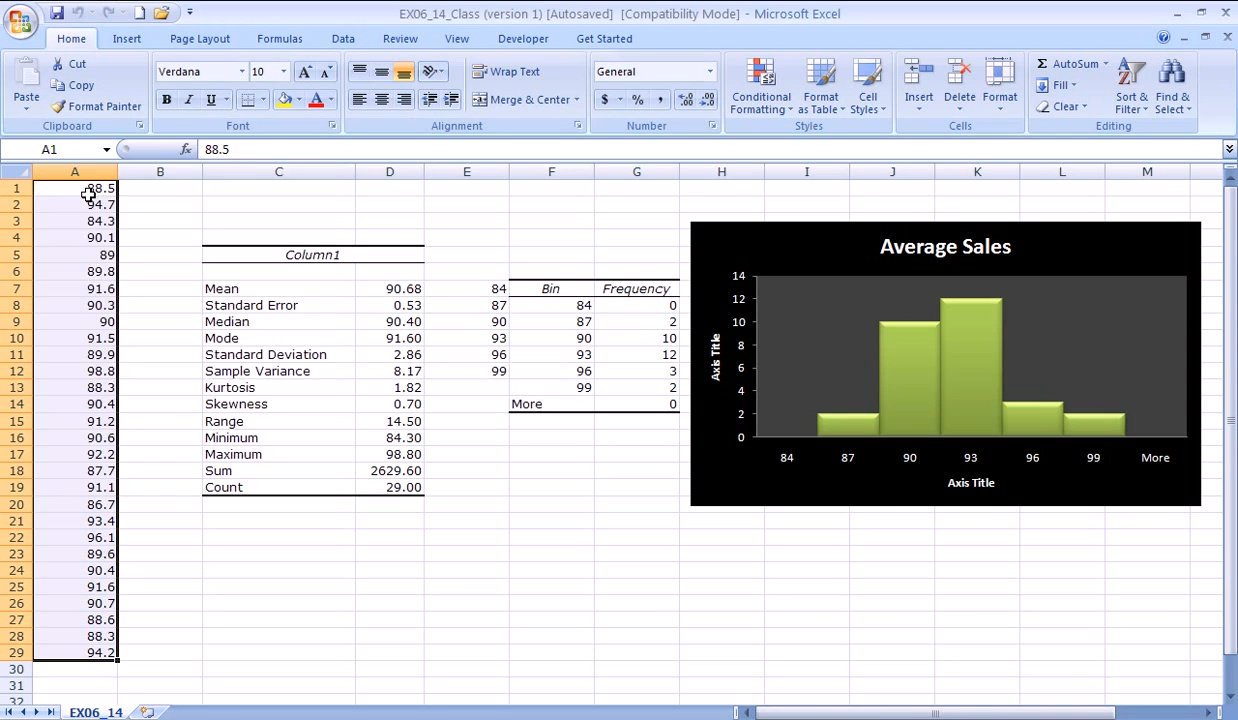 EX06_14_Class (version 1) [Autosaved] [Compatibility Mode] - Microsoft Excel
Home Insert Page Layout Formulas Data Review View Developer Get Started
Paste Cut Copy Format Painter Clipboard
Verdana 10 B I U A A A Font
Wrap Text Merge & Center Alignment
General $ % , .0 .00 .00 .0 Number
Conditional Formatting Format as Table Cell Styles Styles
Insert Delete Format Cells
Σ AutoSum Fill Clear Sort & Filter Find & Select Editing
A1 fx 88.5
A B C D E F G H I J K L M
1 88.5
2 94.7
3 84.3
4 90.1
5 89 Column1
6 89.8
7 91.6 Mean 90.68 84 Bin Frequency
8 90.3 Standard Error 0.53 87 84 0
9 90 Median 90.40 90 87 2
10 91.5 Mode 91.60 93 90 10
11 89.9 Standard Deviation 2.86 96 93 12
12 98.8 Sample Variance 8.17 99 96 3
13 88.3 Kurtosis 1.82 99 2
14 90.4 Skewness 0.70 More 0
15 91.2 Range 14.50
16 90.6 Minimum 84.30
17 92.2 Maximum 98.80
18 87.7 Sum 2629.60
19 91.1 Count 29.00
20 86.7
21 93.4
22 96.1
23 89.6
24 90.4
25 91.6
26 90.7
27 88.6
28 88.3
29 94.2
30
31
32
Average Sales
14
12
10
8
6
4
2
0
Axis Title
84 87 90 93 96 99 More
Axis Title
EX06_14